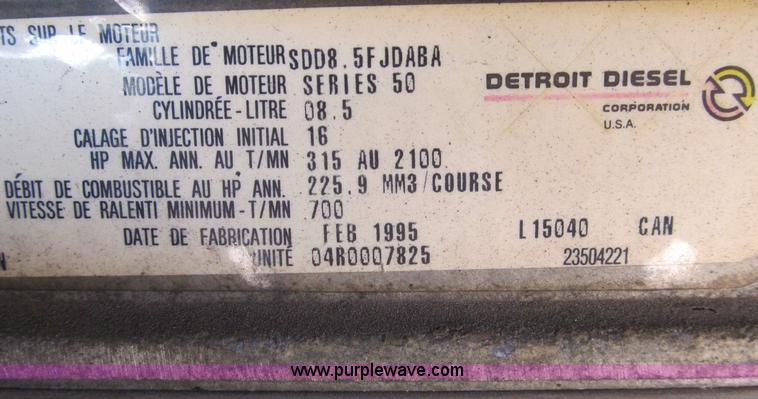 TS SUR LE MOTEUR
FAMILLE DE MOTEUR SDD8.5FJDABA
MODÈLE DE MOTEUR SERIES 50
CYLINDRÉE-LITRE 08.5
CALAGE D'INJECTION INITIAL 16
HP MAX. ANN. AU T/MN 315 AU 2100
DÉBIT DE COMBUSTIBLE AU HP ANN. 225.9 MM3/COURSE
VITESSE DE RALENTI MINIMUM-T/MN 700
DATE DE FABRICATION FEB 1995 L15040 CAN
UNITÉ 04R0007825 23504221
DETROIT DIESEL
CORPORATION
U.S.A.
www.purplewave.com